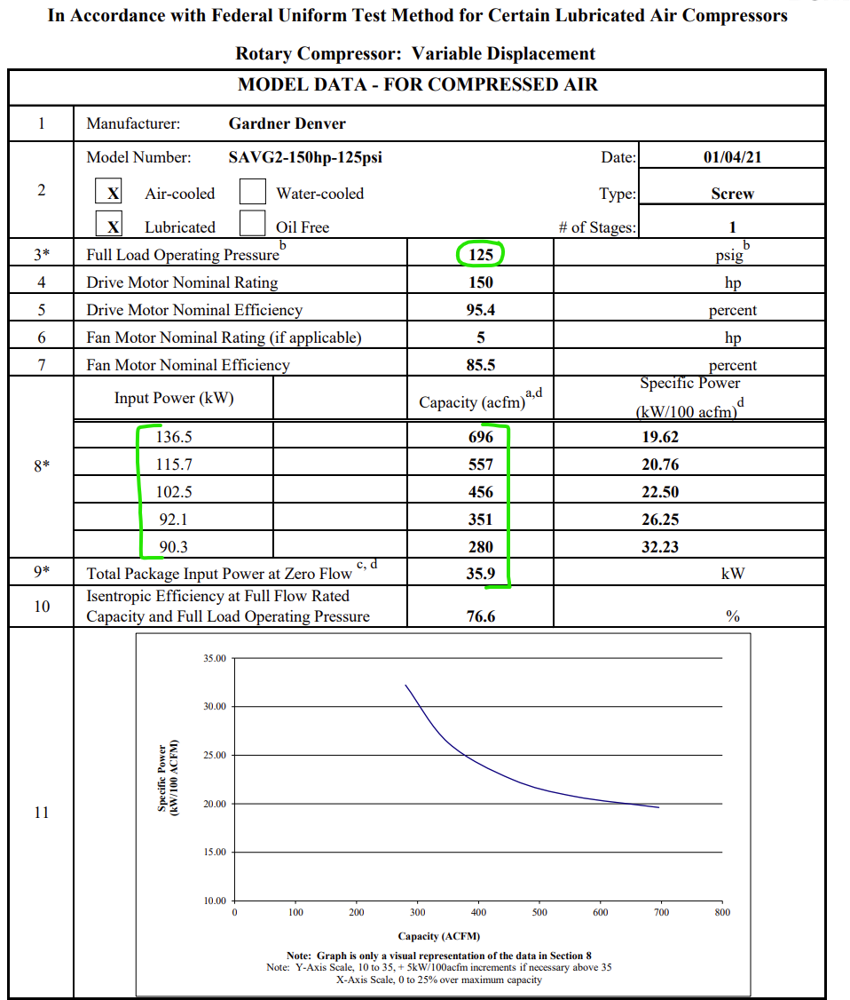 In Accordance with Federal Uniform Test Method for Certain Lubricated Air Compressors
Rotary Compressor: Variable Displacement
MODEL DATA - FOR COMPRESSED AIR
1 Manufacturer: Gardner Denver
2
Model Number: SAVG2-150hp-125psi Date: 01/04/21
X Air-cooled Water-cooled Type: Screw
X Lubricated Oil Free # of Stages: 1
3* Full Load Operating Pressure b 125 psig b
4 Drive Motor Nominal Rating 150 hp
5 Drive Motor Nominal Efficiency 95.4 percent
6 Fan Motor Nominal Rating (if applicable) 5 hp
7 Fan Motor Nominal Efficiency 85.5 percent
8*
Input Power (kW) Capacity (acfm) a,d Specific Power
(kW/100 acfm) d
136.5 696 19.62
115.7 557 20.76
102.5 456 22.50
92.1 351 26.25
90.3 280 32.23
9* Total Package Input Power at Zero Flow c, d 35.9 kW
10 Isentropic Efficiency at Full Flow Rated
Capacity and Full Load Operating Pressure 76.6 %
11
35.00
30.00
25.00
20.00
15.00
10.00
Specific Power
(kW/100 ACFM)
0 100 200 300 400 500 600 700 800
Capacity (ACFM)
Note: Graph is only a visual representation of the data in Section 8
Note: Y-Axis Scale, 10 to 35, + 5kW/100acfm increments if necessary above 35
X-Axis Scale, 0 to 25% over maximum capacity